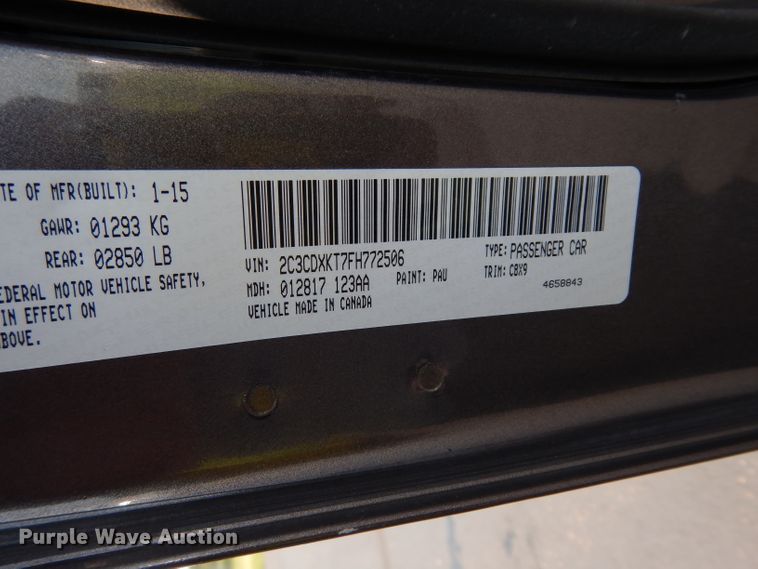 TE OF MFR(BUILT): 1-15
GAWR: 01293 KG
REAR: 02850 LB
EDERAL MOTOR VEHICLE SAFETY,
IN EFFECT ON
BOVE.
VIN: 2C3CDXKT7FH772506
TYPE: PASSENGER CAR
MDH: 012817 123AA
PAINT: PAU
TRIM: CBX9
VEHICLE MADE IN CANADA
4658843
Purple Wave Auction